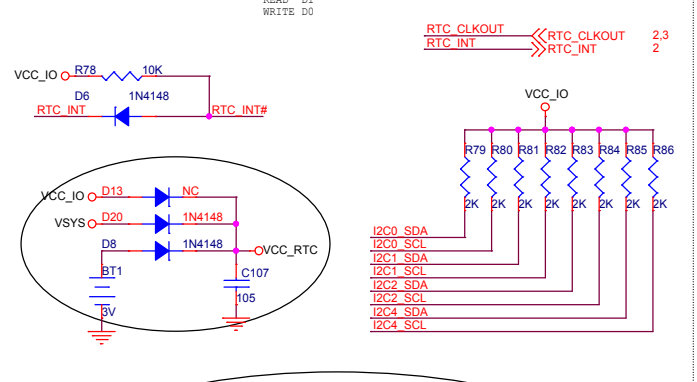 WRITE D0
RTC_CLKOUT RTC_CLKOUT 2,3
RTC_INT RTC_INT 2
VCC_IO R78 10K
D6 1N4148
RTC_INT RTC_INT#
VCC_IO
R79 R80 R81 R82 R83 R84 R85 R86
2K 2K 2K 2K 2K 2K 2K 2K
VCC_IO D13 NC
VSYS D20 1N4148
D8 1N4148 VCC_RTC
BT1 C107
105
3V
I2C0_SDA
I2C0_SCL
I2C1_SDA
I2C1_SCL
I2C2_SDA
I2C2_SCL
I2C4_SDA
I2C4_SCL